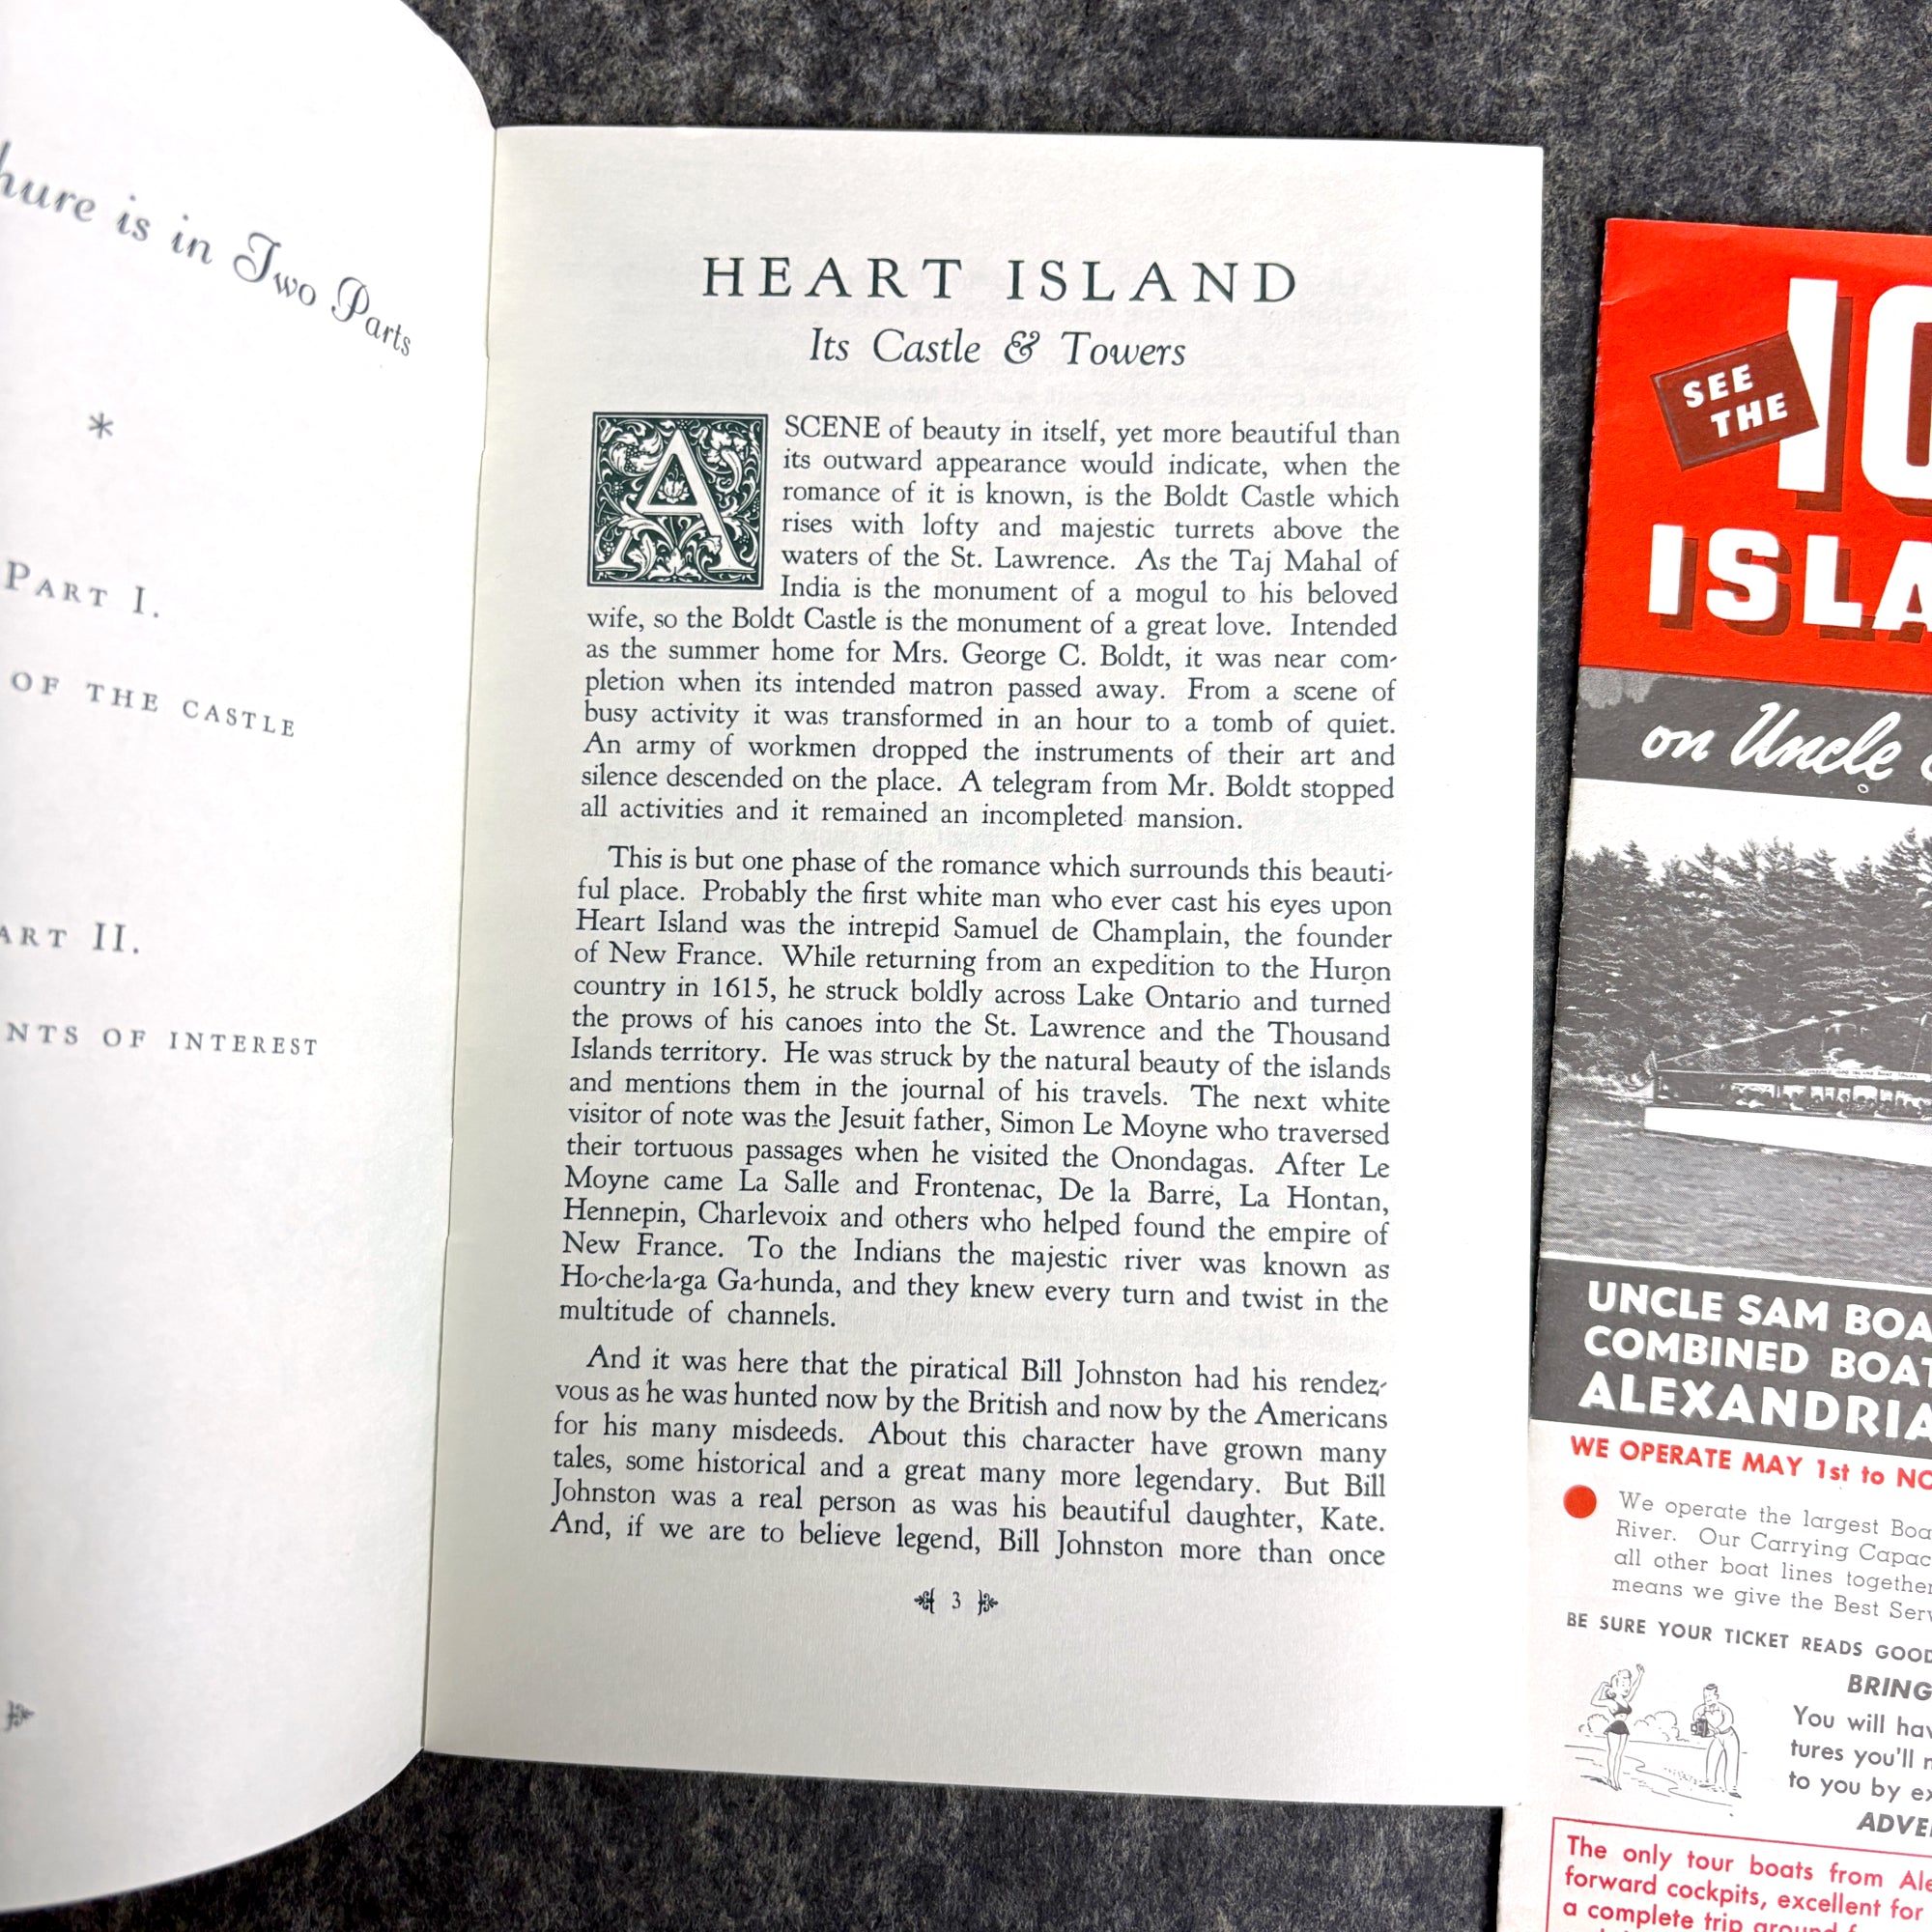 is in Two Parts
*
PART I.
OF THE CASTLE
II.
OF INTEREST
HEART ISLAND
Its Castle & Towers
A SCENE of beauty in itself, yet more beautiful than
its outward appearance would indicate, when the
romance of it is known, is the Boldt Castle which
rises with lofty and majestic turrets above the
waters of the St. Lawrence. As the Taj Mahal of
India is the monument of a mogul to his beloved
wife, so the Boldt Castle is the monument of a great love. Intended
as the summer home for Mrs. George C. Boldt, it was near com-
pletion when its intended matron passed away. From a scene of
busy activity it was transformed in an hour to a tomb of quiet.
An army of workmen dropped the instruments of their art and
silence descended on the place. A telegram from Mr. Boldt stopped
all activities and it remained an incompleted mansion.
This is but one phase of the romance which surrounds this beauti-
ful place. Probably the first white man who ever cast his eyes upon
Heart Island was the intrepid Samuel de Champlain, the founder
of New France. While returning from an expedition to the Huron
country in 1615, he struck boldly across Lake Ontario and turned
the prows of his canoes into the St. Lawrence and the Thousand
Islands territory. He was struck by the natural beauty of the islands
and mentions them in the journal of his travels. The next white
visitor of note was the Jesuit father, Simon Le Moyne who traversed
their tortuous passages when he visited the Onondagas. After Le
Moyne came La Salle and Frontenac, De la Barre, La Hontan,
Hennepin, Charlevoix and others who helped found the empire of
New France. To the Indians the majestic river was known as
Ho-che-la-ga Ga-hunda, and they knew every turn and twist in the
multitude of channels.
And it was here that the piratical Bill Johnston had his rendez-
vous as he was hunted now by the British and now by the Americans
for his many misdeeds. About this character have grown many
tales, some historical and a great many more legendary. But Bill
Johnston was a real person as was his beautiful daughter, Kate.
And, if we are to believe legend, Bill Johnston more than once
3
SEE
THE
10
ISLA
on Uncle
UNCLE SAM BOA
COMBINED BOAT
ALEXANDRIA
WE OPERATE MAY 1st to NO
We operate the largest Boa
River. Our Carrying Capac
all other boat lines together
means we give the Best Serv
BE SURE YOUR TICKET READS GOOD
BRING
You will hav
tures you'll
to you by ex
ADVE
The only tour boats from Ale
forward cockpits, excellent for
a complete trip